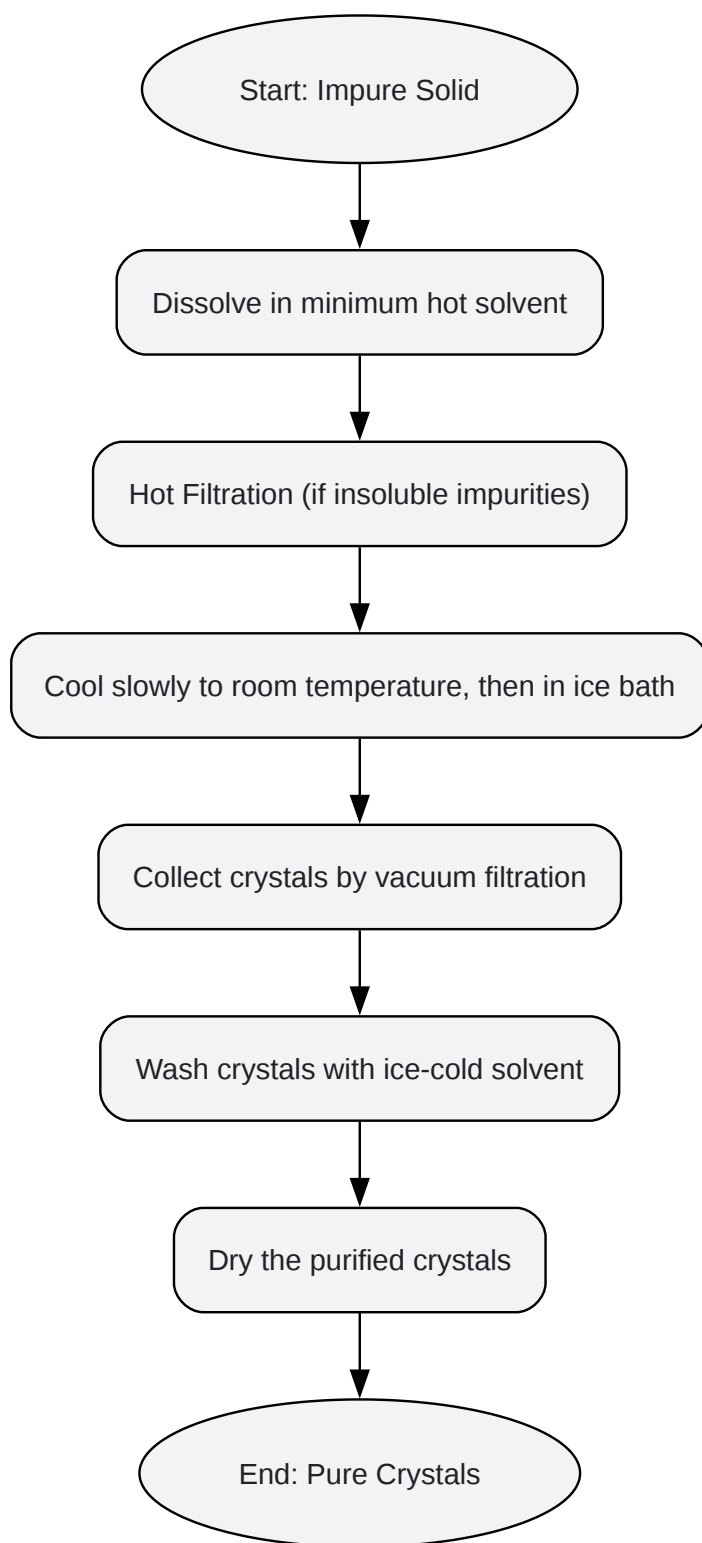 Start: Impure Solid
Dissolve in minimum hot solvent
Hot Filtration (if insoluble impurities)
Cool slowly to room temperature, then in ice bath
Collect crystals by vacuum filtration
Wash crystals with ice-cold solvent
Dry the purified crystals
End: Pure Crystals